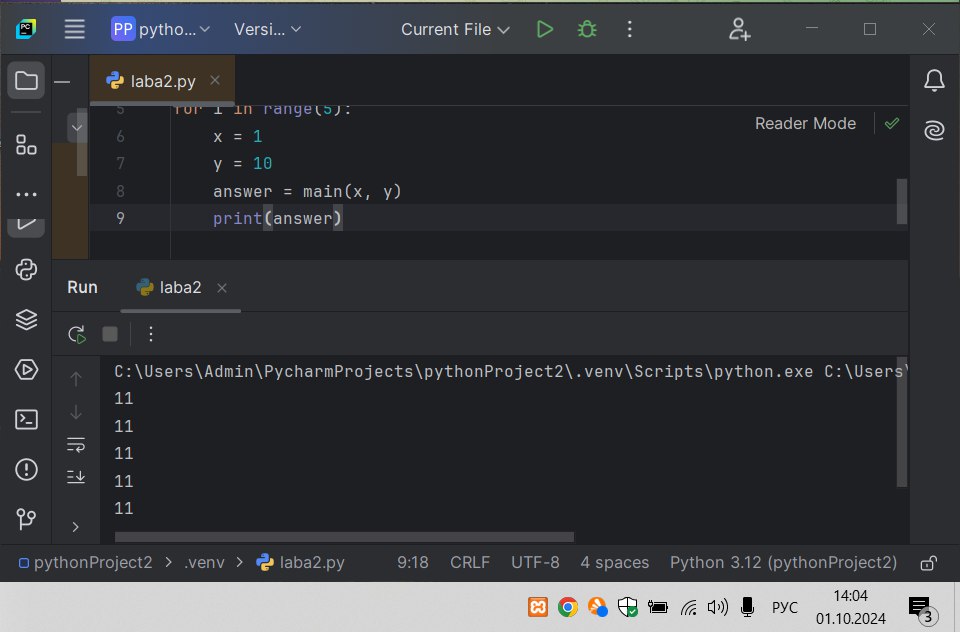 PC
PP pytho... Versi... Current File
laba2.py
5 for i in range(5):
Reader Mode
6 x = 1
7 y = 10
8 answer = main(x, y)
9 print(answer)
Run laba2
C:\Users\Admin\PycharmProjects\pythonProject2\.venv\Scripts\python.exe C:\Users\
11
11
11
11
11
pythonProject2 > .venv > laba2.py 9:18 CRLF UTF-8 4 spaces Python 3.12 (pythonProject2)
РУС 14:04
01.10.2024 3